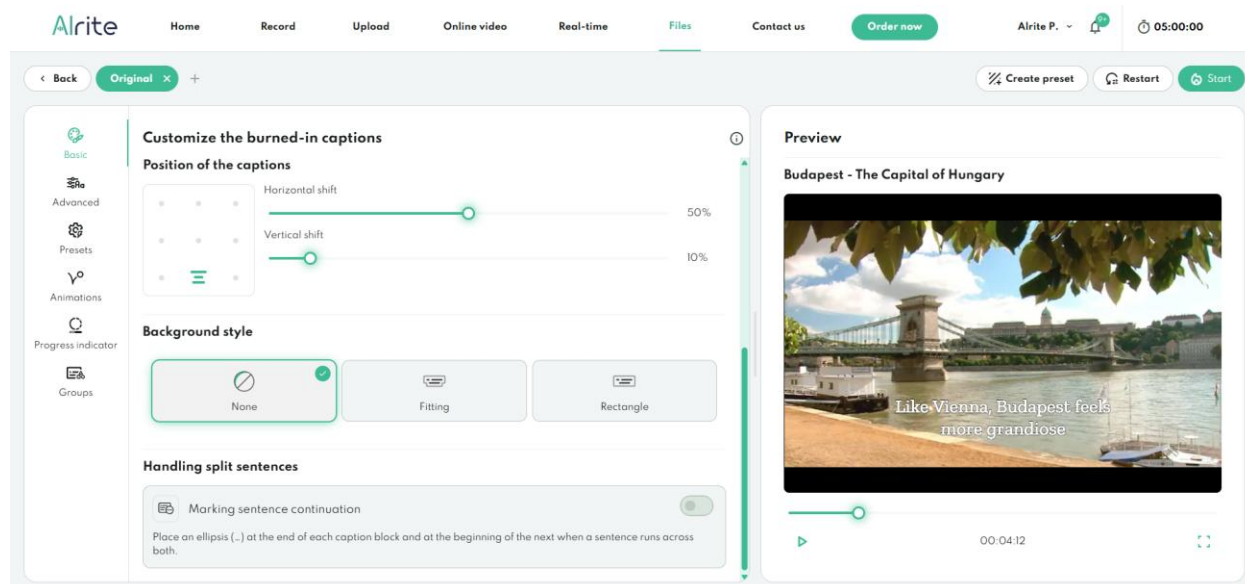 Alrite
Home
Record
Upload
Online video
Real-time
Files
Contact us
Order now
Alrite P.
9+
05:00:00
< Back
Original ×
+
Create preset
Restart
Start
Basic
Advanced
Presets
Animations
Progress indicator
Groups
Customize the burned-in captions
Position of the captions
Horizontal shift
50%
Vertical shift
10%
Background style
None
Fitting
Rectangle
Handling split sentences
Marking sentence continuation
Place an ellipsis (…) at the end of each caption block and at the beginning of the next when a sentence runs across
both.
Preview
Budapest - The Capital of Hungary
Like Vienna, Budapest feels
more grandiose
00:04:12